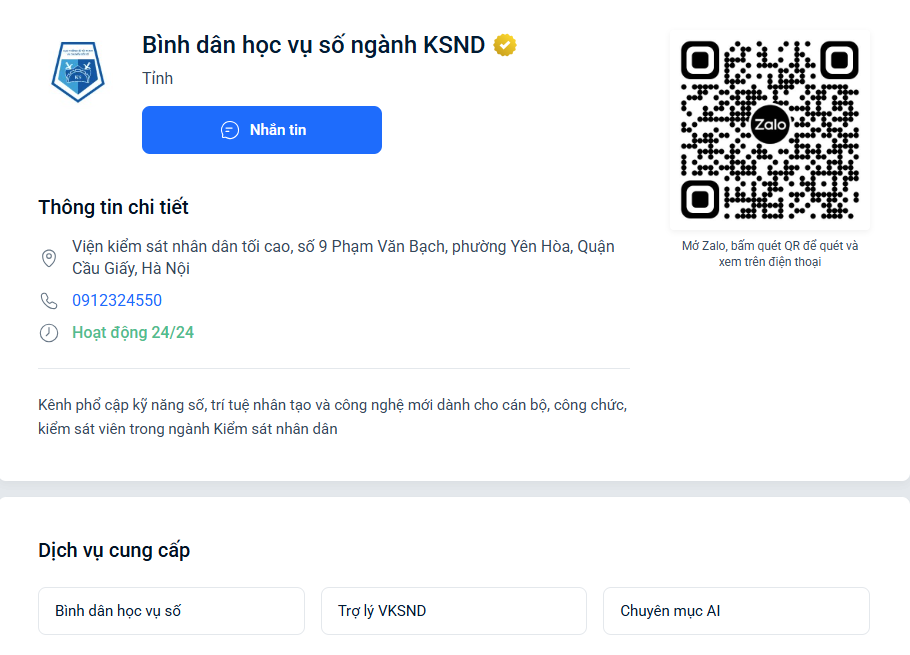 Bình dân học vụ số ngành KSND
Tỉnh
Nhắn tin
Zalo
Mở Zalo, bấm quét QR để quét và
xem trên điện thoại
Thông tin chi tiết
Viện kiểm sát nhân dân tối cao, số 9 Phạm Văn Bạch, phường Yên Hòa, Quận
Cầu Giấy, Hà Nội
0912324550
Hoạt động 24/24
Kênh phổ cập kỹ năng số, trí tuệ nhân tạo và công nghệ mới dành cho cán bộ, công chức,
kiểm sát viên trong ngành Kiểm sát nhân dân
Dịch vụ cung cấp
Bình dân học vụ số
Trợ lý VKSND
Chuyên mục AI